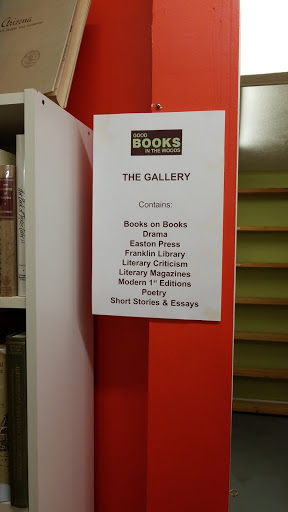 Arizona
GOOD
BOOKS
IN THE WOODS
THE GALLERY
Contains:
Books on Books
Drama
Easton Press
Franklin Library
Literary Criticism
Literary Magazines
Modern 1st Editions
Poetry
Short Stories & Essays